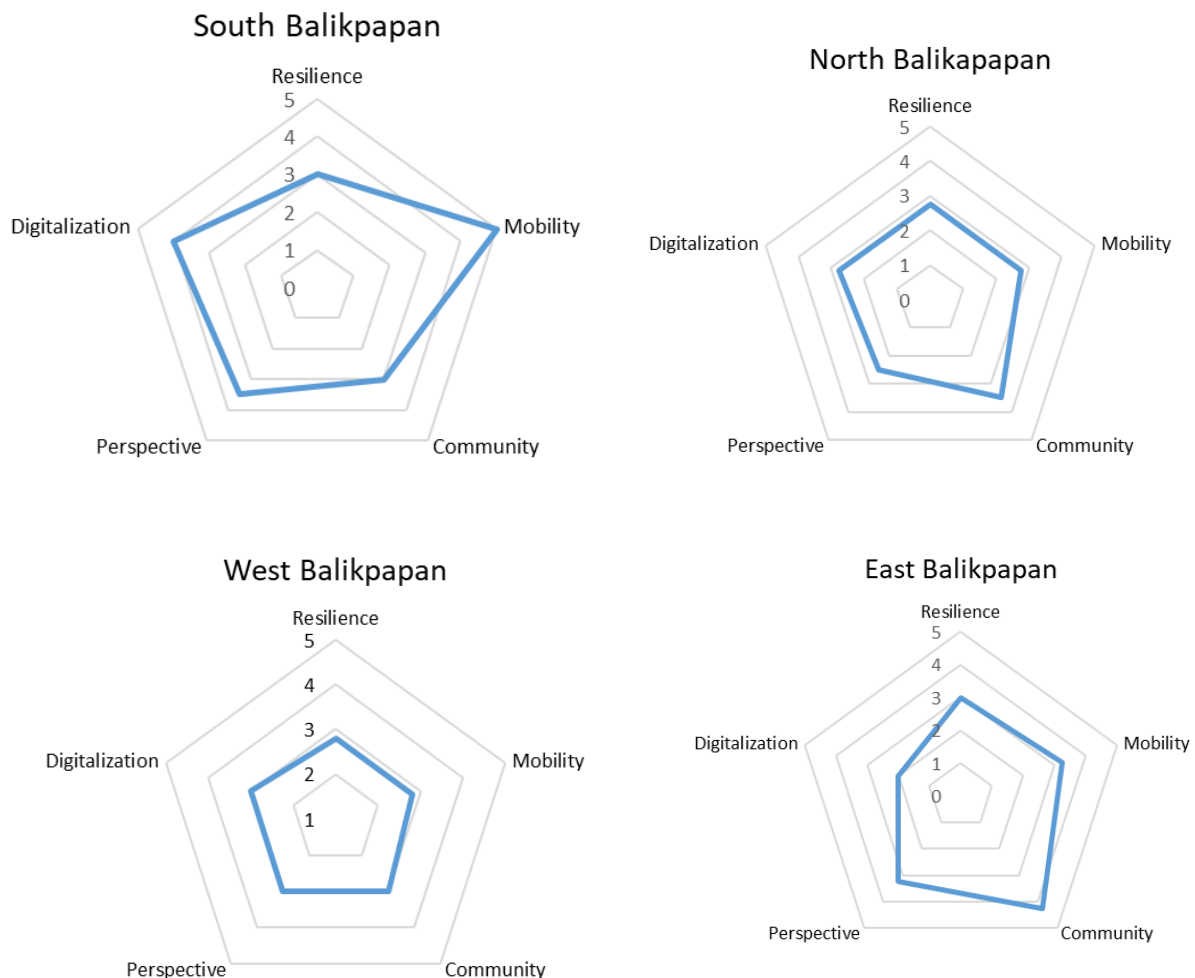 South Balikpapan
Resilience
5
4
3
2
1
0
Mobility
Community
Perspective
Digitalization
North Balikapapan
Resilience
5
4
3
2
1
0
Mobility
Community
Perspective
Digitalization
West Balikpapan
Resilience
5
4
3
2
1
Mobility
Community
Perspective
Digitalization
East Balikpapan
Resilience
5
4
3
2
1
0
Mobility
Community
Perspective
Digitalization